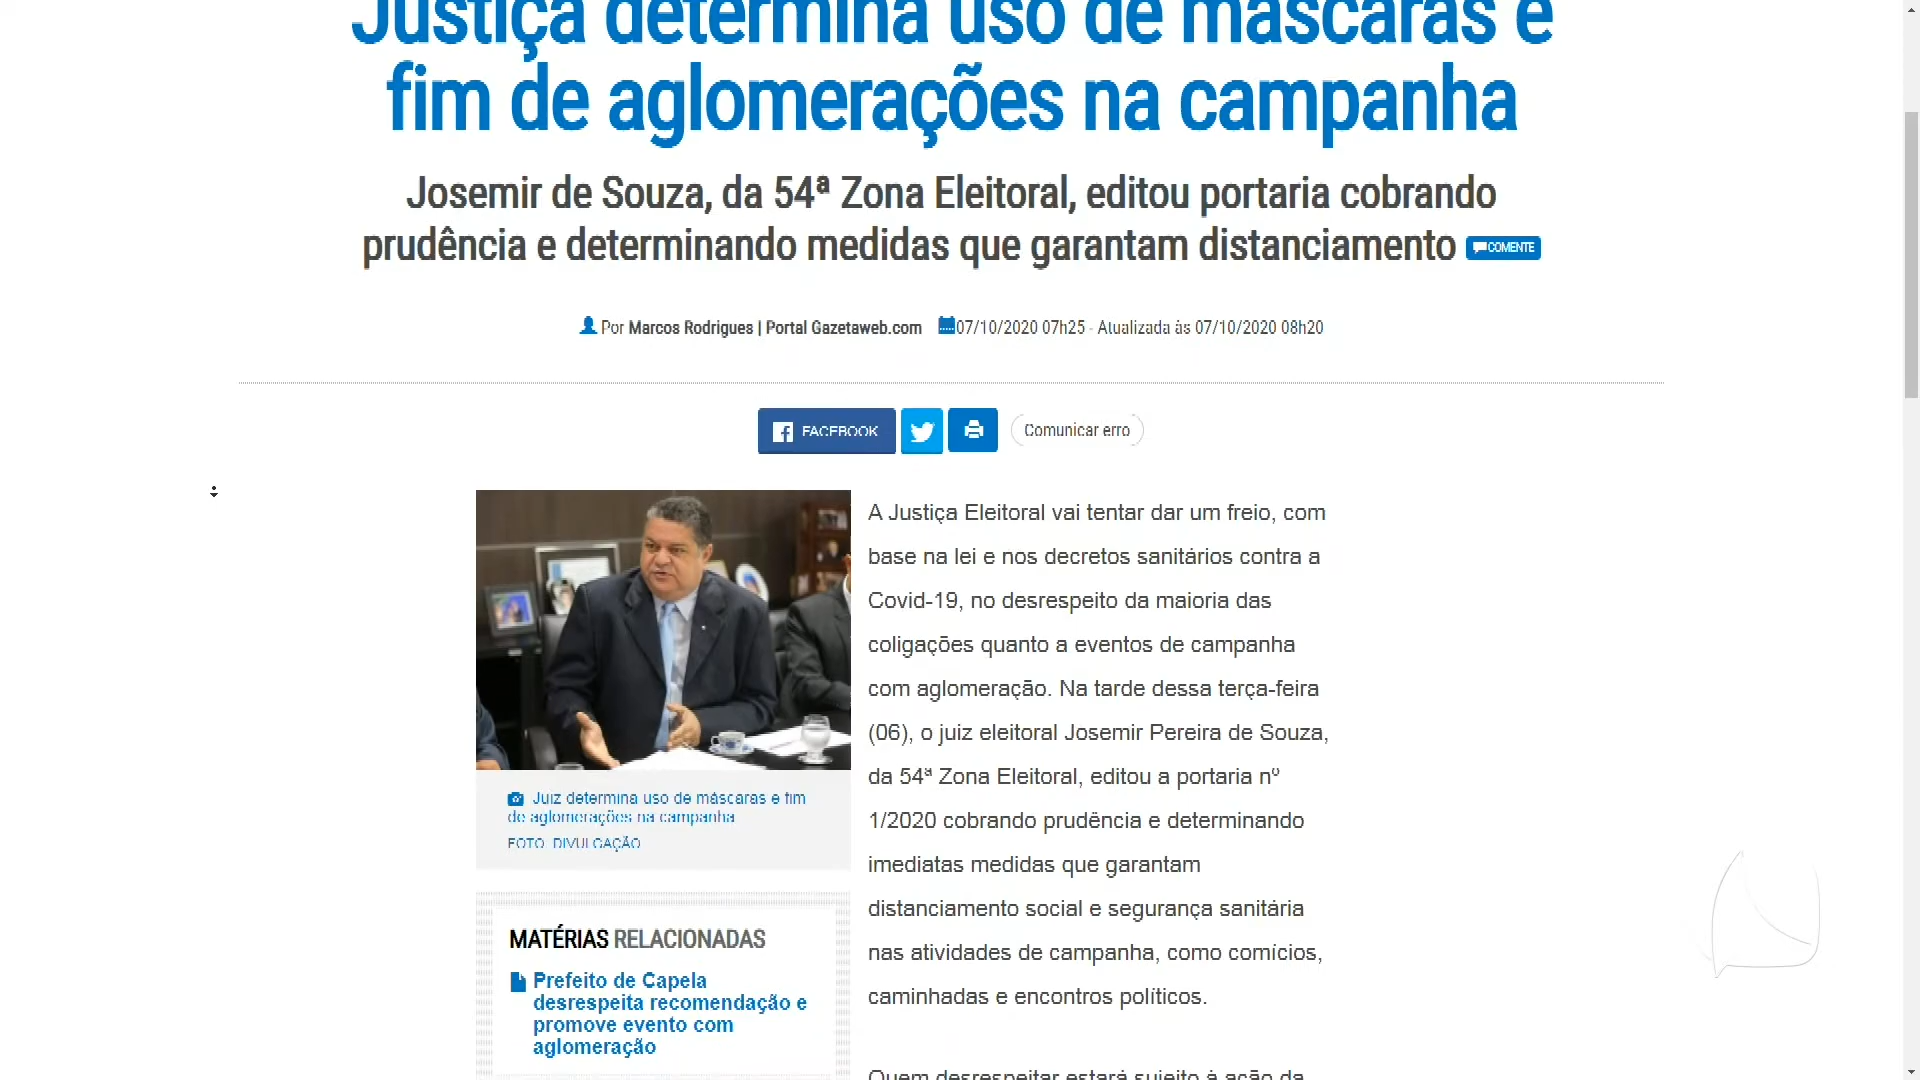 Justiça determina uso de máscaras e
fim de aglomerações na campanha
Josemir de Souza, da 54ª Zona Eleitoral, editou portaria cobrando
prudência e determinando medidas que garantam distanciamento COMENTE
Por Marcos Rodrigues | Portal Gazetaweb.com 07/10/2020 07h25 - Atualizada às 07/10/2020 08h20
FACEBOOK Comunicar erro
Juiz determina uso de máscaras e fim
de aglomerações na campanha
FOTO: DIVULGAÇÃO
MATÉRIAS RELACIONADAS
Prefeito de Capela
desrespeita recomendação e
promove evento com
aglomeração
A Justiça Eleitoral vai tentar dar um freio, com
base na lei e nos decretos sanitários contra a
Covid-19, no desrespeito da maioria das
coligações quanto a eventos de campanha
com aglomeração. Na tarde dessa terça-feira
(06), o juiz eleitoral Josemir Pereira de Souza,
da 54ª Zona Eleitoral, editou a portaria nº
1/2020 cobrando prudência e determinando
imediatas medidas que garantam
distanciamento social e segurança sanitária
nas atividades de campanha, como comícios,
caminhadas e encontros políticos.
Quem desrespeitar estará sujeito à ação da